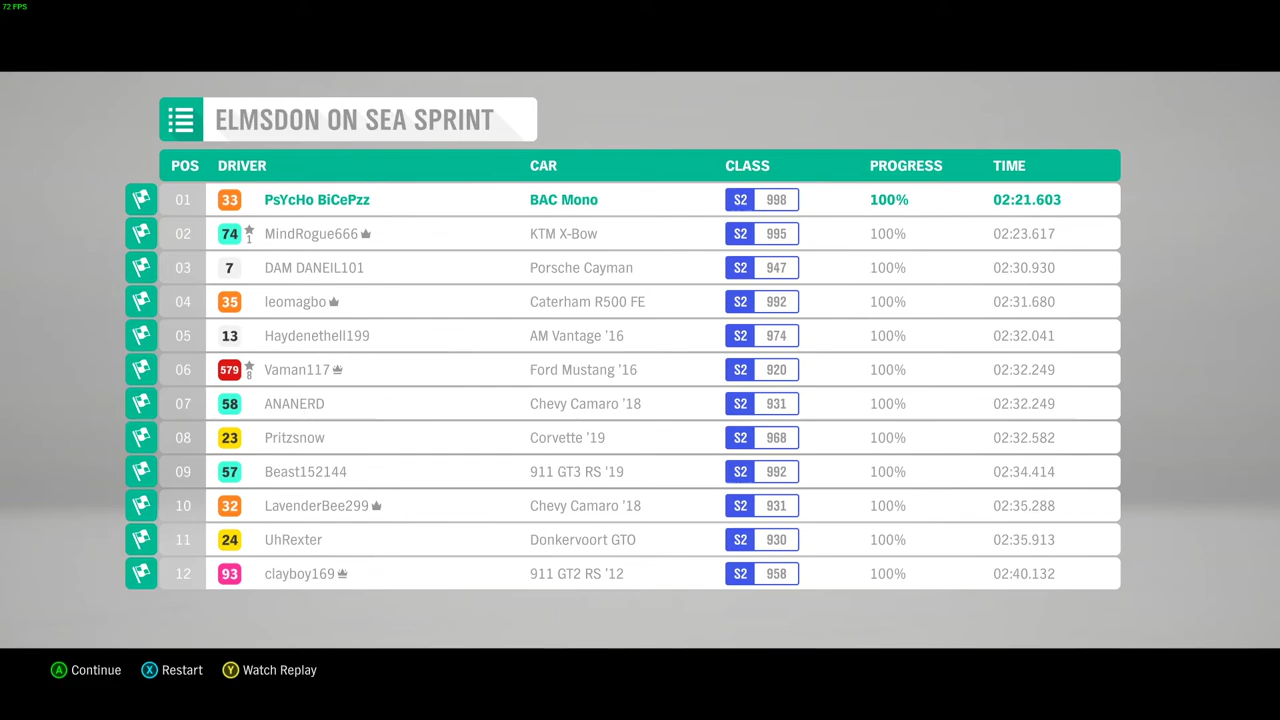 72 FPS
ELMSDON ON SEA SPRINT
POS DRIVER CAR CLASS PROGRESS TIME
01 33 PsYcHo BiCePzz BAC Mono S2 998 100% 02:21.603
02 74 1 MindRogue666 KTM X-Bow S2 995 100% 02:23.617
03 7 DAM DANEIL101 Porsche Cayman S2 947 100% 02:30.930
04 35 leomagbo Caterham R500 FE S2 992 100% 02:31.680
05 13 Haydenethell199 AM Vantage '16 S2 974 100% 02:32.041
06 579 8 Vaman117 Ford Mustang '16 S2 920 100% 02:32.249
07 58 ANANERD Chevy Camaro '18 S2 931 100% 02:32.249
08 23 Pritzsnow Corvette '19 S2 968 100% 02:32.582
09 57 Beast152144 911 GT3 RS '19 S2 992 100% 02:34.414
10 32 LavenderBee299 Chevy Camaro '18 S2 931 100% 02:35.288
11 24 UhRexter Donkervoort GTO S2 930 100% 02:35.913
12 93 clayboy169 911 GT2 RS '12 S2 958 100% 02:40.132
A Continue X Restart Y Watch Replay